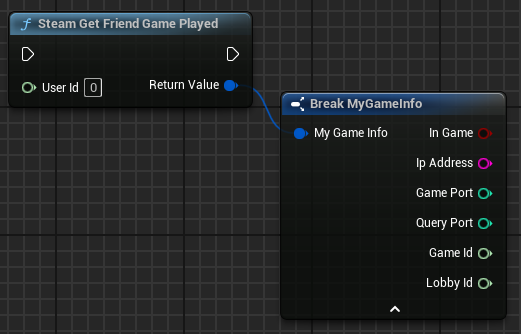 Steam Get Friend Game Played
User Id 0
Return Value
Break MyGameInfo
My Game Info
In Game
Ip Address
Game Port
Query Port
Game Id
Lobby Id